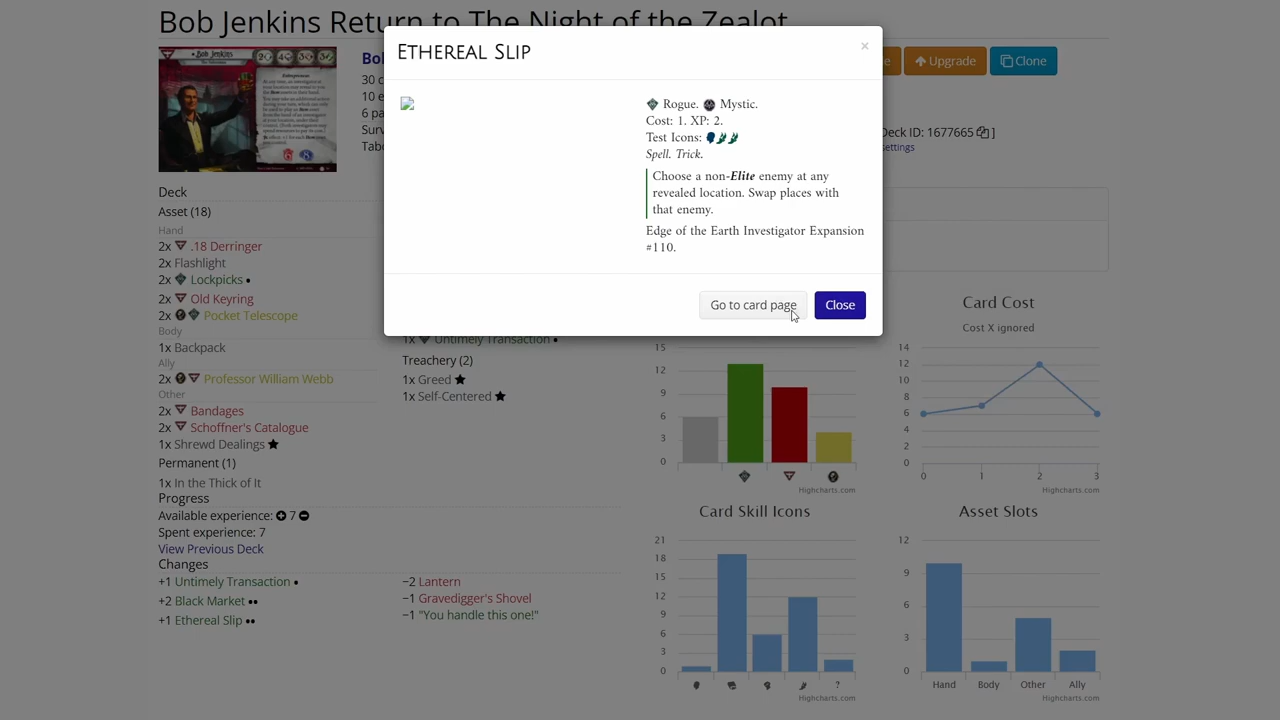 Bob Jenkins Return to The Night of the Zealot
ETHEREAL SLIP
×
Rogue. Mystic.
Cost: 1. XP: 2.
Test Icons:
Spell. Trick.
Choose a non-Elite enemy at any
revealed location. Swap places with
that enemy.
Edge of the Earth Investigator Expansion
#110.
Go to card page
Close
Upgrade
Clone
Deck ID: 1677665
]
settings
Bob Jenkins
Deck
Asset (18)
Hand
2x .18 Derringer
2x Flashlight
2x Lockpicks •
2x Old Keyring
2x Pocket Telescope
Body
1x Backpack
Ally
2x Professor William Webb
Other
2x Bandages
2x Schoffner's Catalogue
1x Shrewd Dealings ★
Permanent (1)
1x In the Thick of It
Progress
Available experience: 7
Spent experience: 7
View Previous Deck
Changes
+1 Untimely Transaction •
+2 Black Market ••
+1 Ethereal Slip ••
−2 Lantern
−1 Gravedigger's Shovel
−1 "You handle this one!"
1x Untimely Transaction •
Treachery (2)
1x Greed ★
1x Self-Centered ★
15
12
9
6
3
0
Highcharts.com
Card Cost
Cost X ignored
14
12
10
8
6
4
2
0
0 1 2 3
Highcharts.com
Card Skill Icons
21
18
15
12
9
6
3
0
?
Highcharts.com
Asset Slots
12
9
6
3
0
Hand Body Other Ally
Highcharts.com